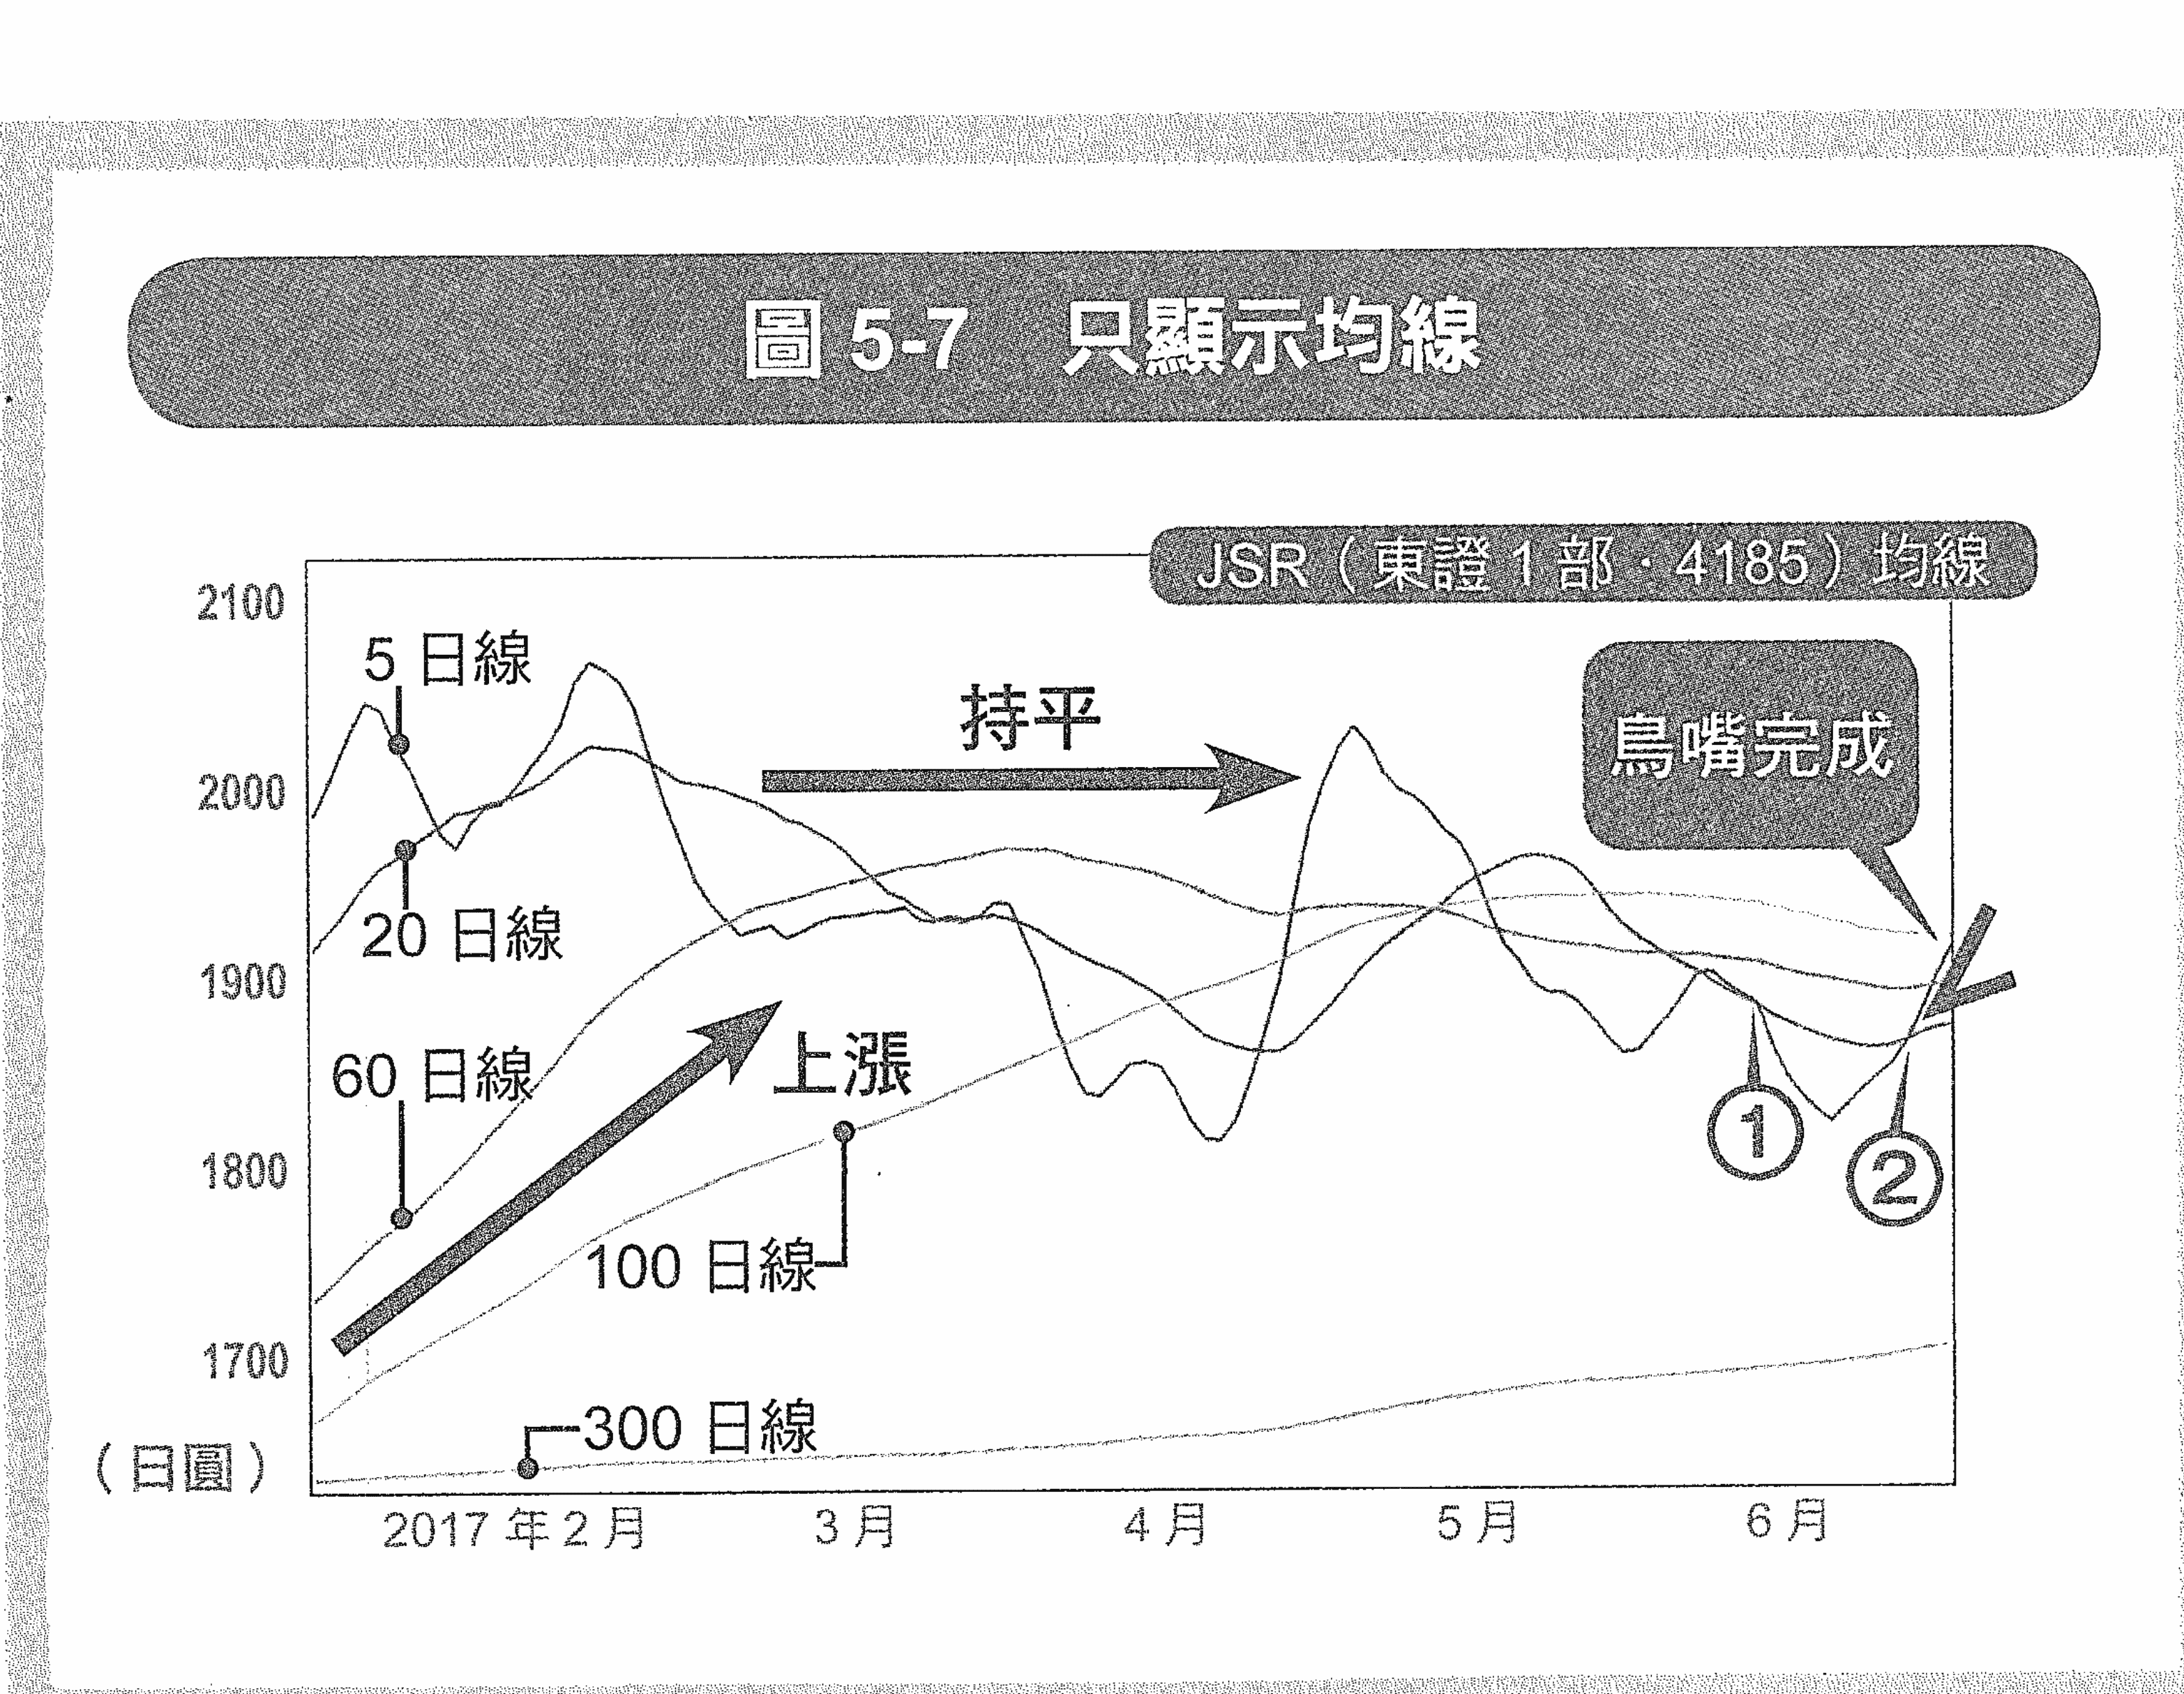 圖 5-7　只顯示均線
JSR（東證 1 部・4185）均線
2100
5 日線
持平
鳥嘴完成
2000
20 日線
1900
60 日線
上漲
①
②
1800
100 日線
1700
300 日線
（日圓）
2017 年 2 月　3 月　4 月　5 月　6 月